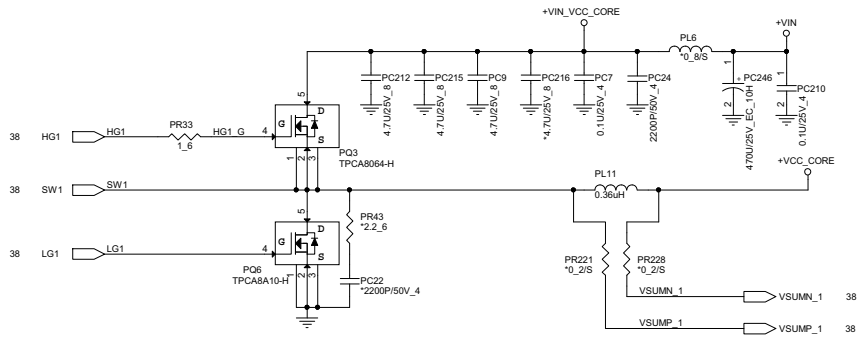 +VIN_VCC_CORE
+VIN
PL6
*0_8/S
PC212
4.7U/25V_8
PC215
4.7U/25V_8
PC9
4.7U/25V_8
PC216
*4.7U/25V_8
PC7
0.1U/25V_4
PC24
2200P/50V_4
1
+
PC246
2
470U/25V_EC_10H
1
PC210
2
0.1U/25V_4
5
D
G
S
4
1
2
3
PQ3
TPCA8064-H
38 HG1 HG1
PR33
1_6
HG1_G
38 SW1 SW1
PL11
0.36uH
+VCC_CORE
5
D
G
S
4
1
2
3
PR43
*2.2_6
38 LG1 LG1
PQ6
TPCA8A10-H
PC22
*2200P/50V_4
PR221
*0_2/S
PR228
*0_2/S
VSUMN_1 VSUMN_1 38
VSUMP_1 VSUMP_1 38